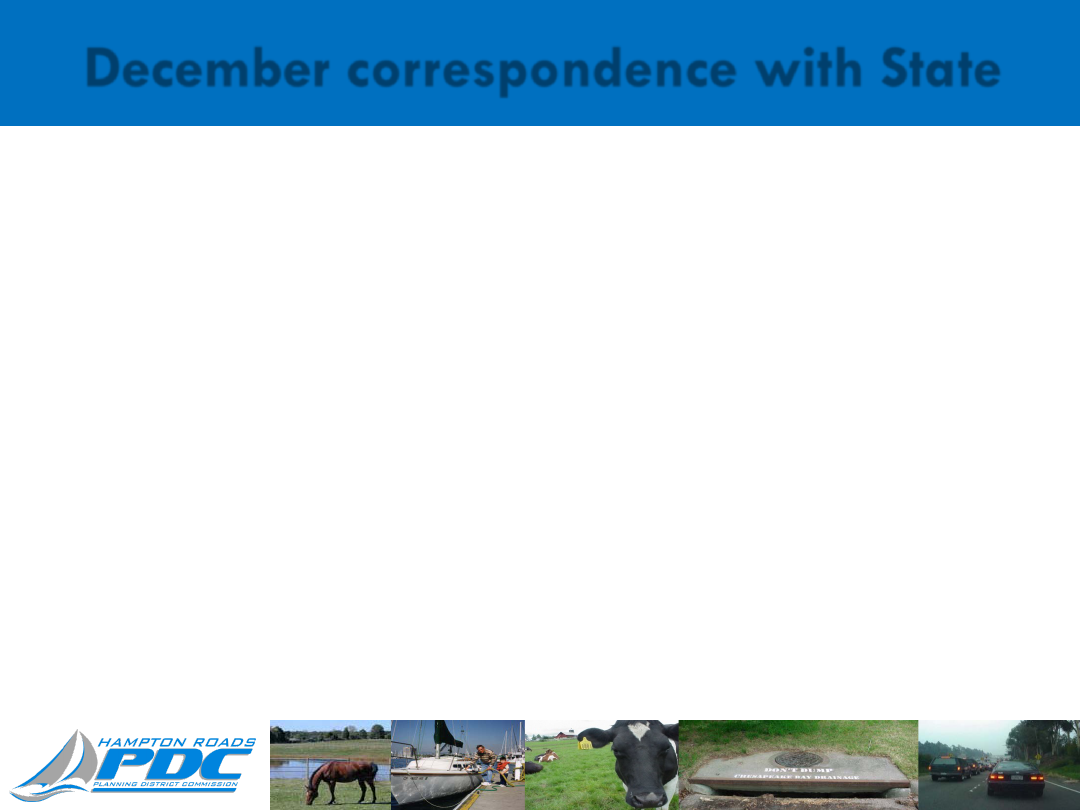 December correspondence with State
HAMPTON ROADS
PDC
PLANNING DISTRICT COMMISSION
DON'T DUMP
CHESAPEAKE BAY DRAINAGE